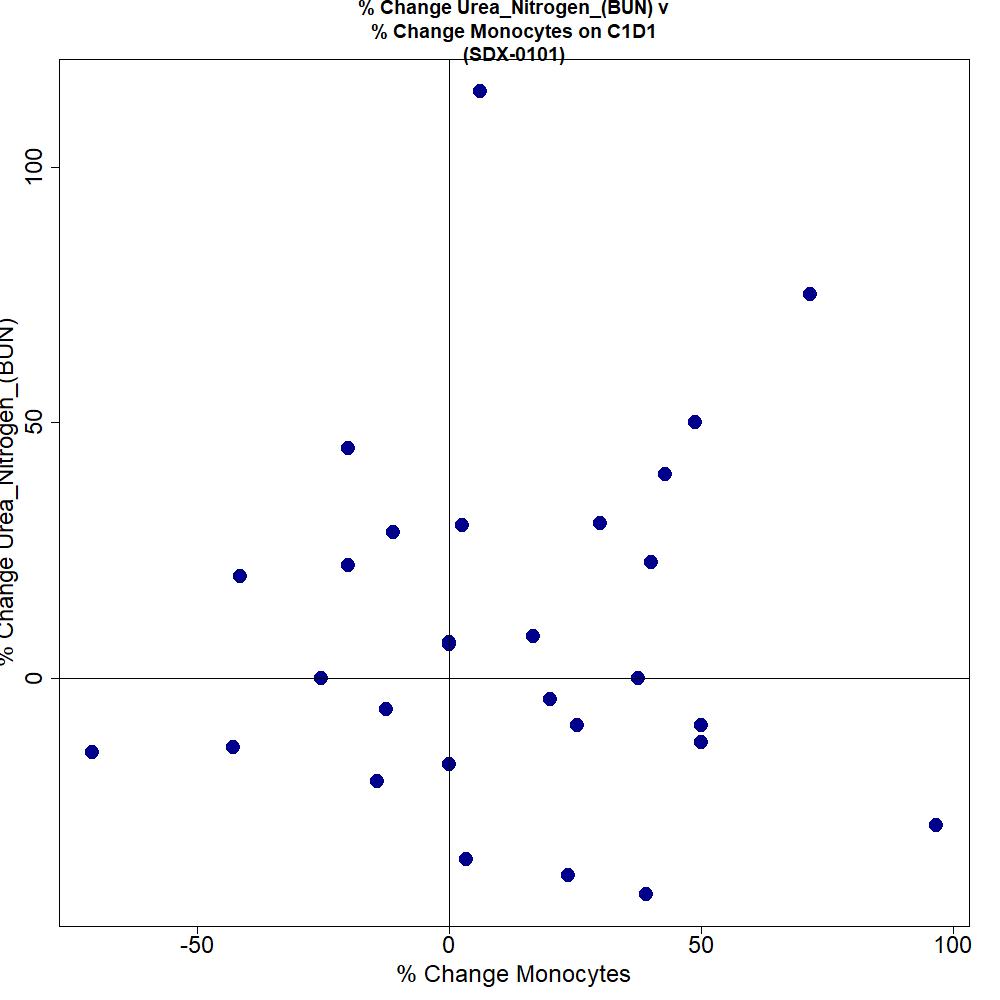 % Change Urea_Nitrogen_(BUN) v
% Change Monocytes on C1D1
(SDX-0101)
% Change Urea_Nitrogen_(BUN)
100
50
0
-50
0
50
100
% Change Monocytes